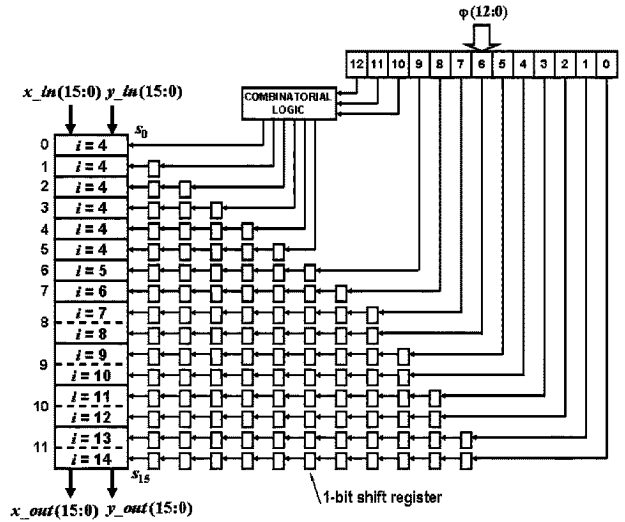 φ(12:0)
12 11 10 9 8 7 6 5 4 3 2 1 0
COMBINATORIAL
LOGIC
x_in(15:0) y_in(15:0)
s0
0 i = 4
1 i = 4
2 i = 4
3 i = 4
4 i = 4
5 i = 4
6 i = 5
7 i = 6
i = 7
8
i = 8
i = 9
9
i = 10
i = 11
10
i = 12
i = 13
11
i = 14
s15
1-bit shift register
x_out(15:0) y_out(15:0)